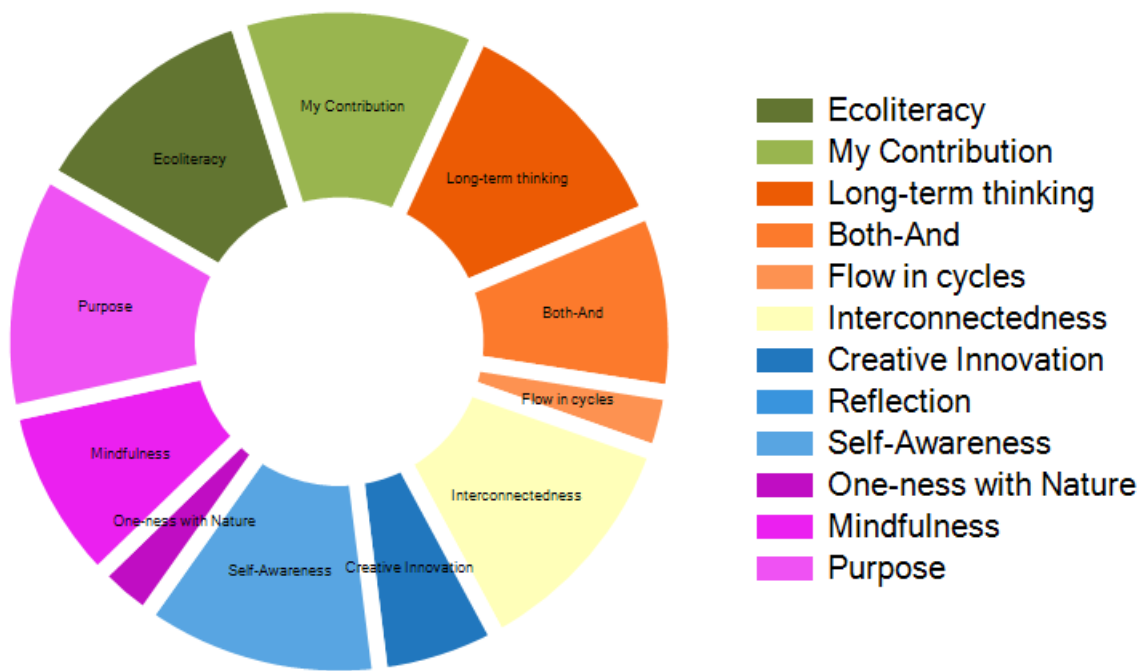 My Contribution
Ecoliteracy
Long-term thinking
Purpose
Both-And
Flow in cycles
Mindfulness
Interconnectedness
One-ness with Nature
Self-Awareness
Creative Innovation
Ecoliteracy
My Contribution
Long-term thinking
Both-And
Flow in cycles
Interconnectedness
Creative Innovation
Reflection
Self-Awareness
One-ness with Nature
Mindfulness
Purpose